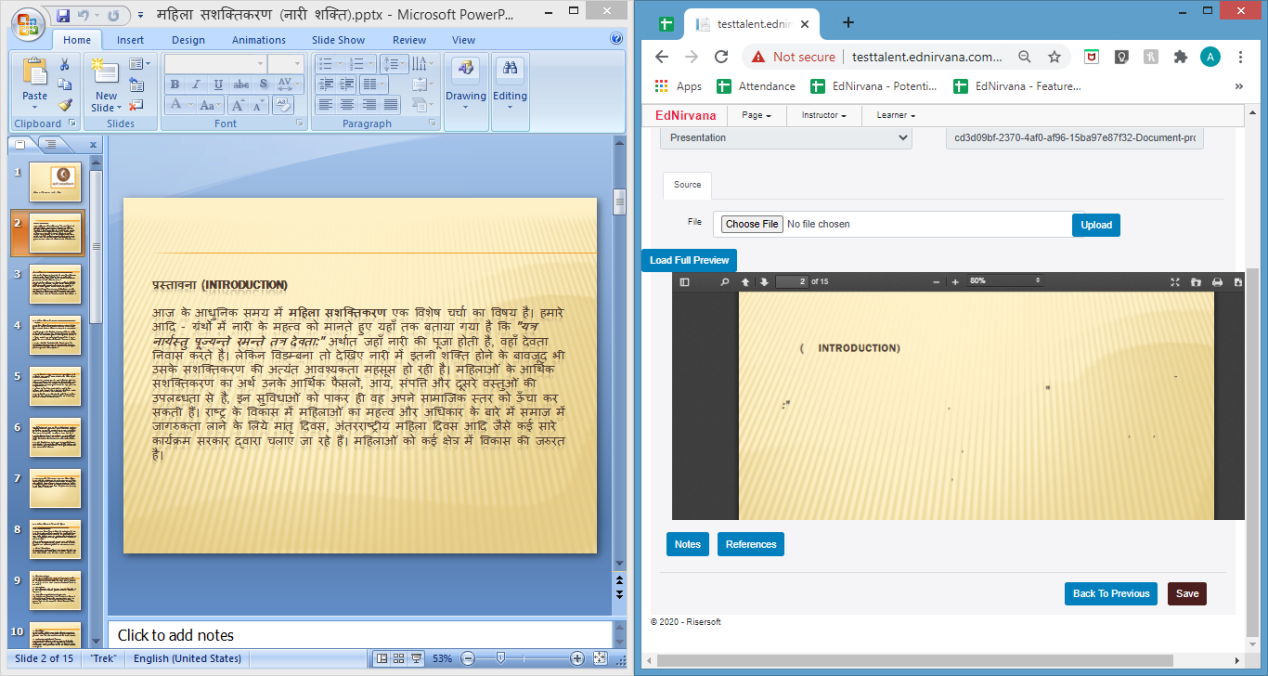 महिला सशक्तिकरण (नारी शक्ति).pptx - Microsoft PowerP...
Home Insert Design Animations Slide Show Review View
Paste
New
Slide
Drawing Editing
Clipboard Slides Font Paragraph
1
2
3
4
5
6
7
8
9
10
प्रस्तावना (INTRODUCTION)
आज के आधुनिक समय में महिला सशक्तिकरण एक विशेष चर्चा का विषय है। हमारे
आदि - ग्रंथों में नारी के महत्त्व को मानते हुए यहाँ तक बताया गया है कि "यत्र
नार्यस्तु पूज्यन्ते रमन्ते तत्र देवता:" अर्थात जहाँ नारी की पूजा होती है, वहाँ देवता
निवास करते है। लेकिन विडम्बना तो देखिए नारी में इतनी शक्ति होने के बावजूद भी
उसके सशक्तिकरण की अत्यंत आवश्यकता महसूस हो रही है। महिलाओं के आर्थिक
सशक्तिकरण का अर्थ उनके आर्थिक फैसलों, आय, संपत्ति और दूसरे वस्तुओं की
उपलब्धता से है, इन सुविधाओं को पाकर ही वह अपने सामाजिक स्तर को ऊँचा कर
सकती हैं। राष्ट्र के विकास में महिलाओं का महत्त्व और अधिकार के बारे में समाज में
जागरुकता लाने के लिये मातृ दिवस, अंतरराष्ट्रीय महिला दिवस आदि जैसे कई सारे
कार्यक्रम सरकार द्वारा चलाए जा रहे हैं। महिलाओं को कई क्षेत्र में विकास की जरुरत
है।
Click to add notes
Slide 2 of 15 "Trek" English (United States) 53%
testtalent.ednir
Not secure testtalent.ednirvana.com...
A
Apps Attendance EdNirvana - Potenti... EdNirvana - Feature...
EdNirvana Page Instructor Learner
Presentation cd3d09bf-2370-4af0-af96-15ba97e87f32-Document-prc
Source
File Choose File No file chosen Upload
Load Full Preview
2 of 15 80%
( INTRODUCTION)
Notes References
Back To Previous Save
© 2020 - Risersoft